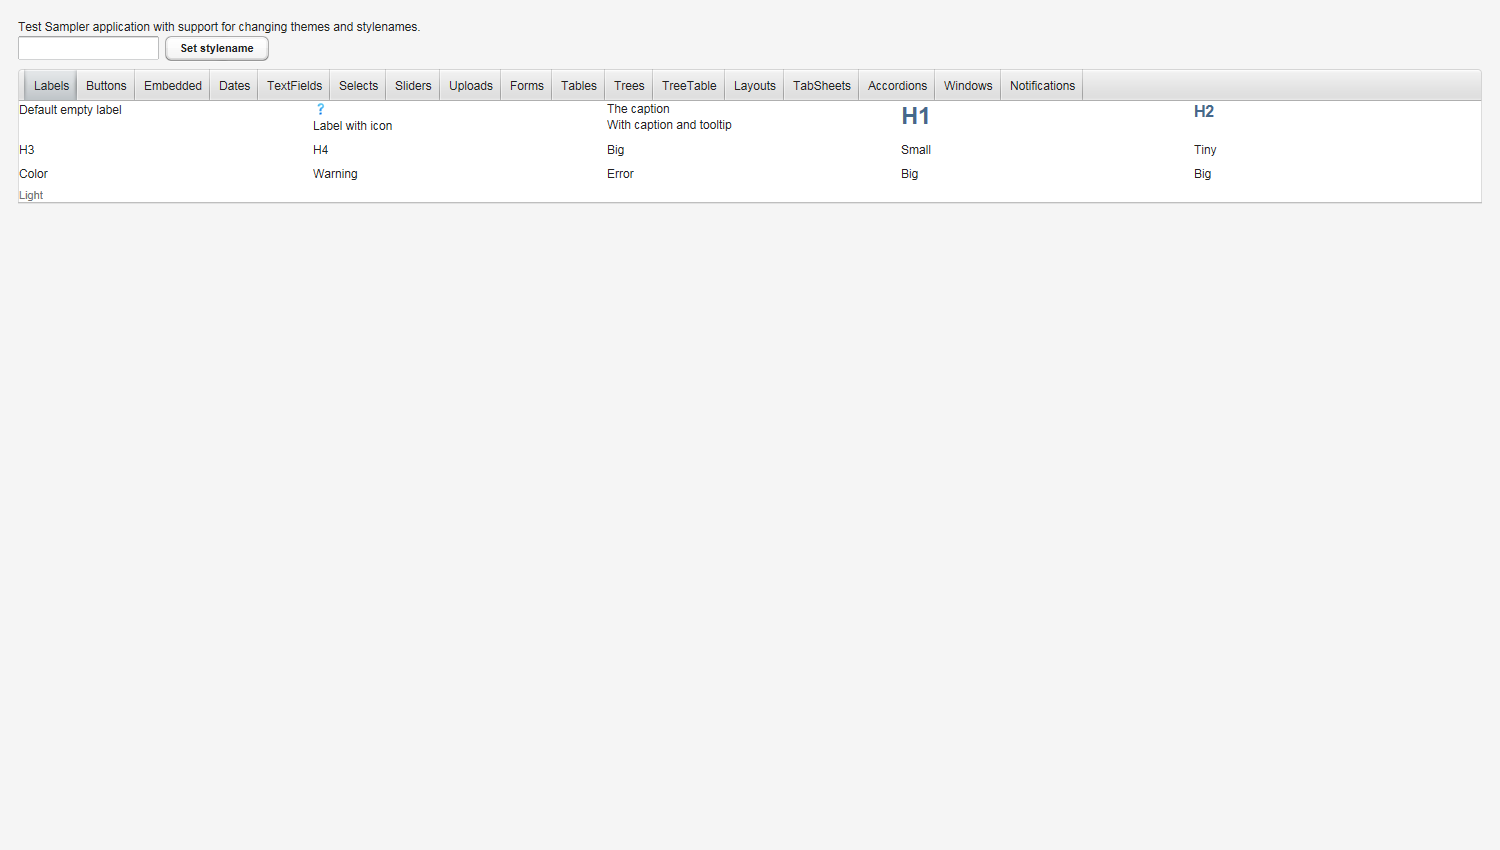 Test Sampler application with support for changing themes and stylenames.
Set stylename
Labels Buttons Embedded Dates TextFields Selects Sliders Uploads Forms Tables Trees TreeTable Layouts TabSheets Accordions Windows Notifications
Default empty label
?
Label with icon
The caption
With caption and tooltip
H1
H2
H3 H4 Big Small Tiny
Color Warning Error Big Big
Light